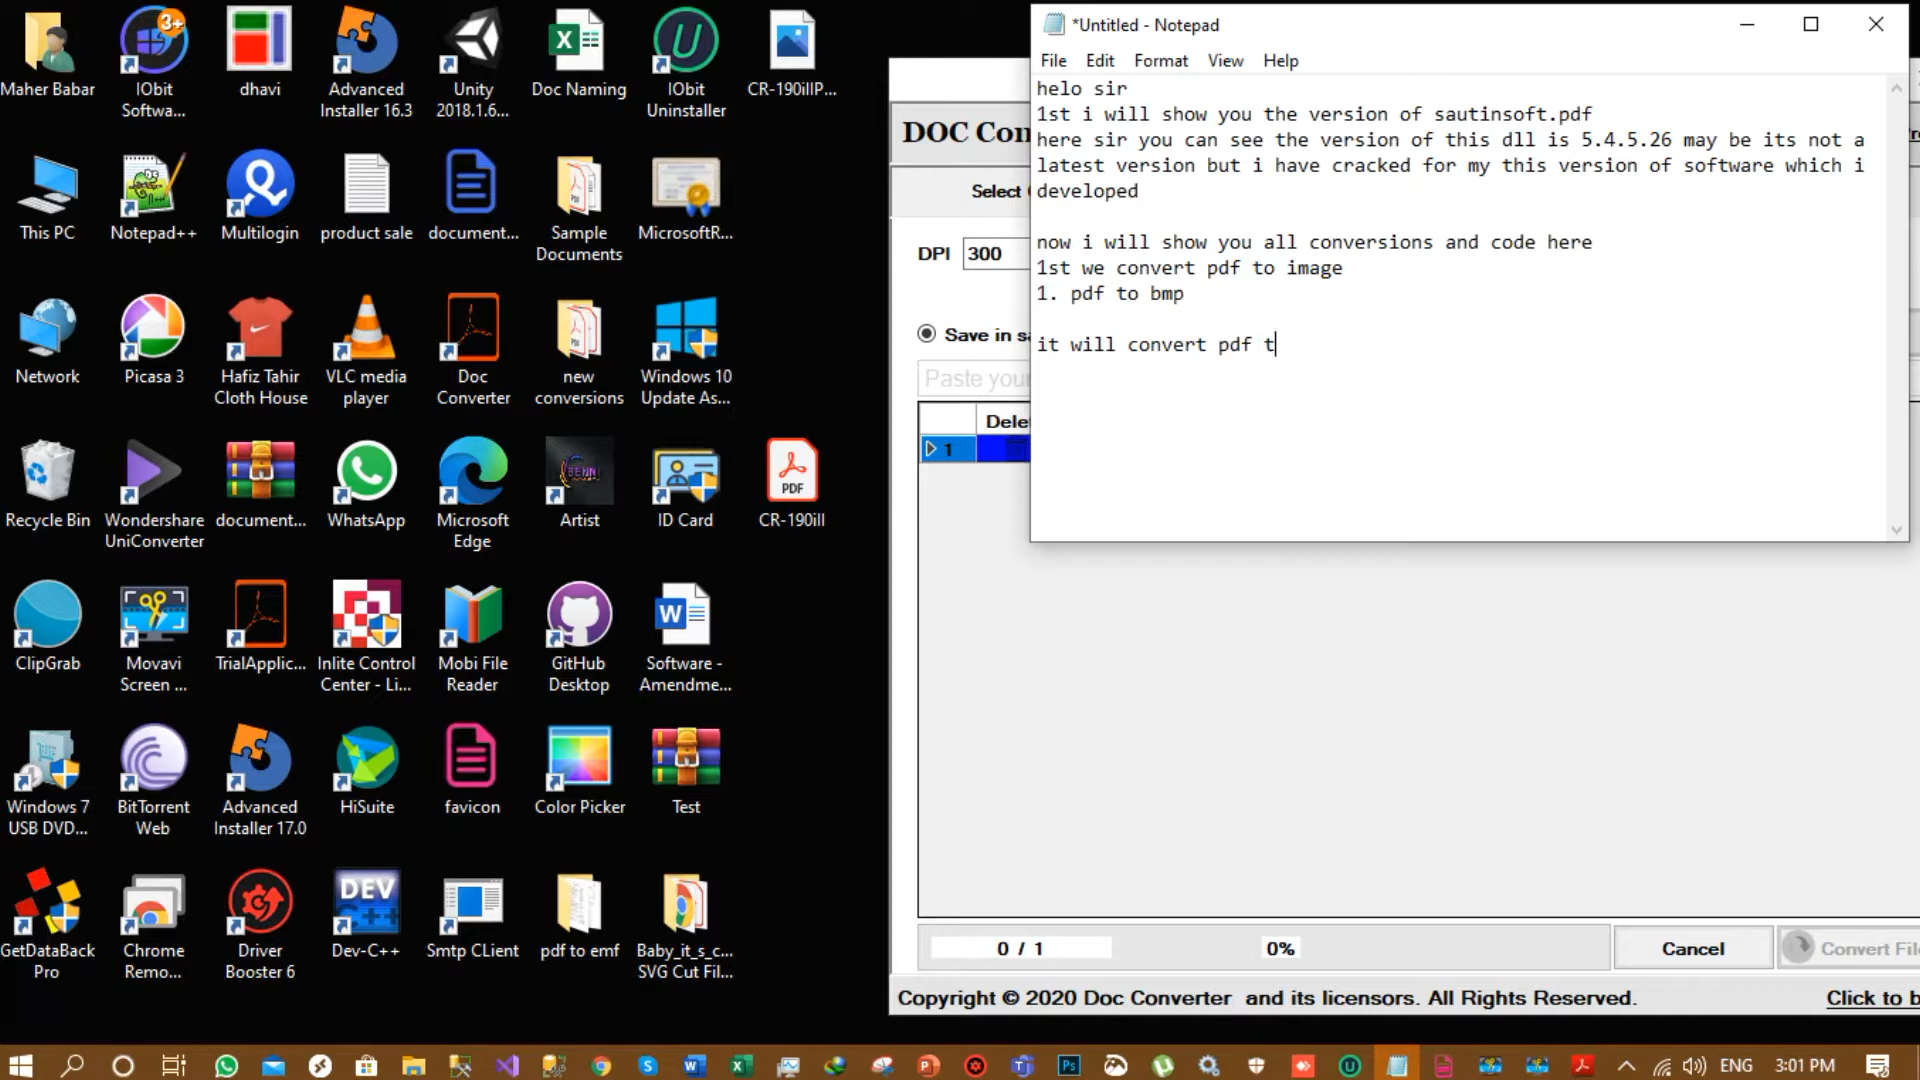 *Untitled - Notepad
File Edit Format View Help
helo sir
1st i will show you the version of sautinsoft.pdf
here sir you can see the version of this dll is 5.4.5.26 may be its not a
latest version but i have cracked for my this version of software which i
developed
now i will show you all conversions and code here
1st we convert pdf to image
1. pdf to bmp
it will convert pdf t
DOC Con
Select
DPI 300
Save in sa
Paste your
Dele
1
0 / 1
0%
Cancel
Convert File
Copyright © 2020 Doc Converter and its licensors. All Rights Reserved.
Click to b
Maher Babar
IObit
Softwa...
3+
dhavi
Advanced
Installer 16.3
Unity
2018.1.6...
Doc Naming
IObit
Uninstaller
CR-190illP...
This PC
Notepad++
Multilogin
product sale
document...
Sample
Documents
MicrosoftR...
Network
Picasa 3
Hafiz Tahir
Cloth House
VLC media
player
Doc
Converter
new
conversions
Windows 10
Update As...
Recycle Bin
Wondershare
UniConverter
document...
WhatsApp
Microsoft
Edge
Artist
ID Card
PDF
CR-190ill
ClipGrab
Movavi
Screen ...
TrialApplic...
Inlite Control
Center - Li...
Mobi File
Reader
GitHub
Desktop
Software -
Amendme...
Windows 7
USB DVD...
BitTorrent
Web
Advanced
Installer 17.0
HiSuite
favicon
Color Picker
Test
GetDataBack
Pro
Chrome
Remo...
Driver
Booster 6
DEV
C++
Dev-C++
Smtp CLient
pdf to emf
Baby_it_s_c...
SVG Cut Fil...
ENG
3:01 PM